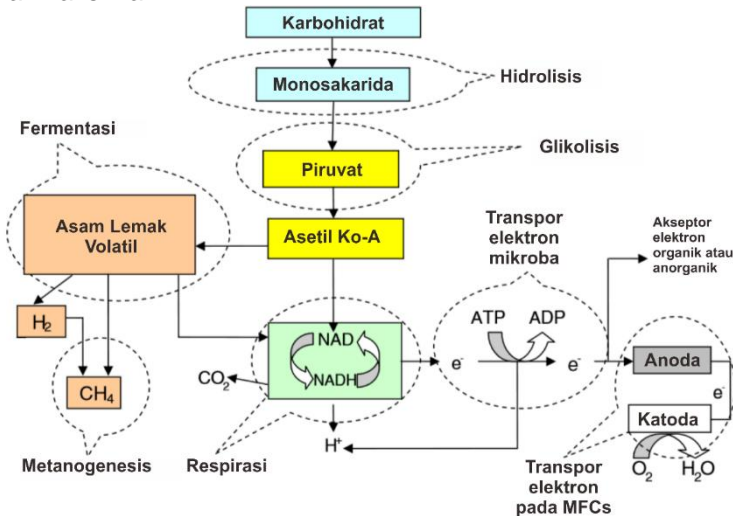 Karbohidrat
Monosakarida
Hidrolisis
Fermentasi
Glikolisis
Piruvat
Asam Lemak
Volatil
Asetil Ko-A
Transpor
elektron
mikroba
Akseptor
elektron
organik atau
anorganik
H2
CH4
NAD
NADH
CO2
H+
e-
ATP
ADP
e-
Anoda
e-
Katoda
O2
H2O
Metanogenesis
Respirasi
Transpor
elektron
pada MFCs